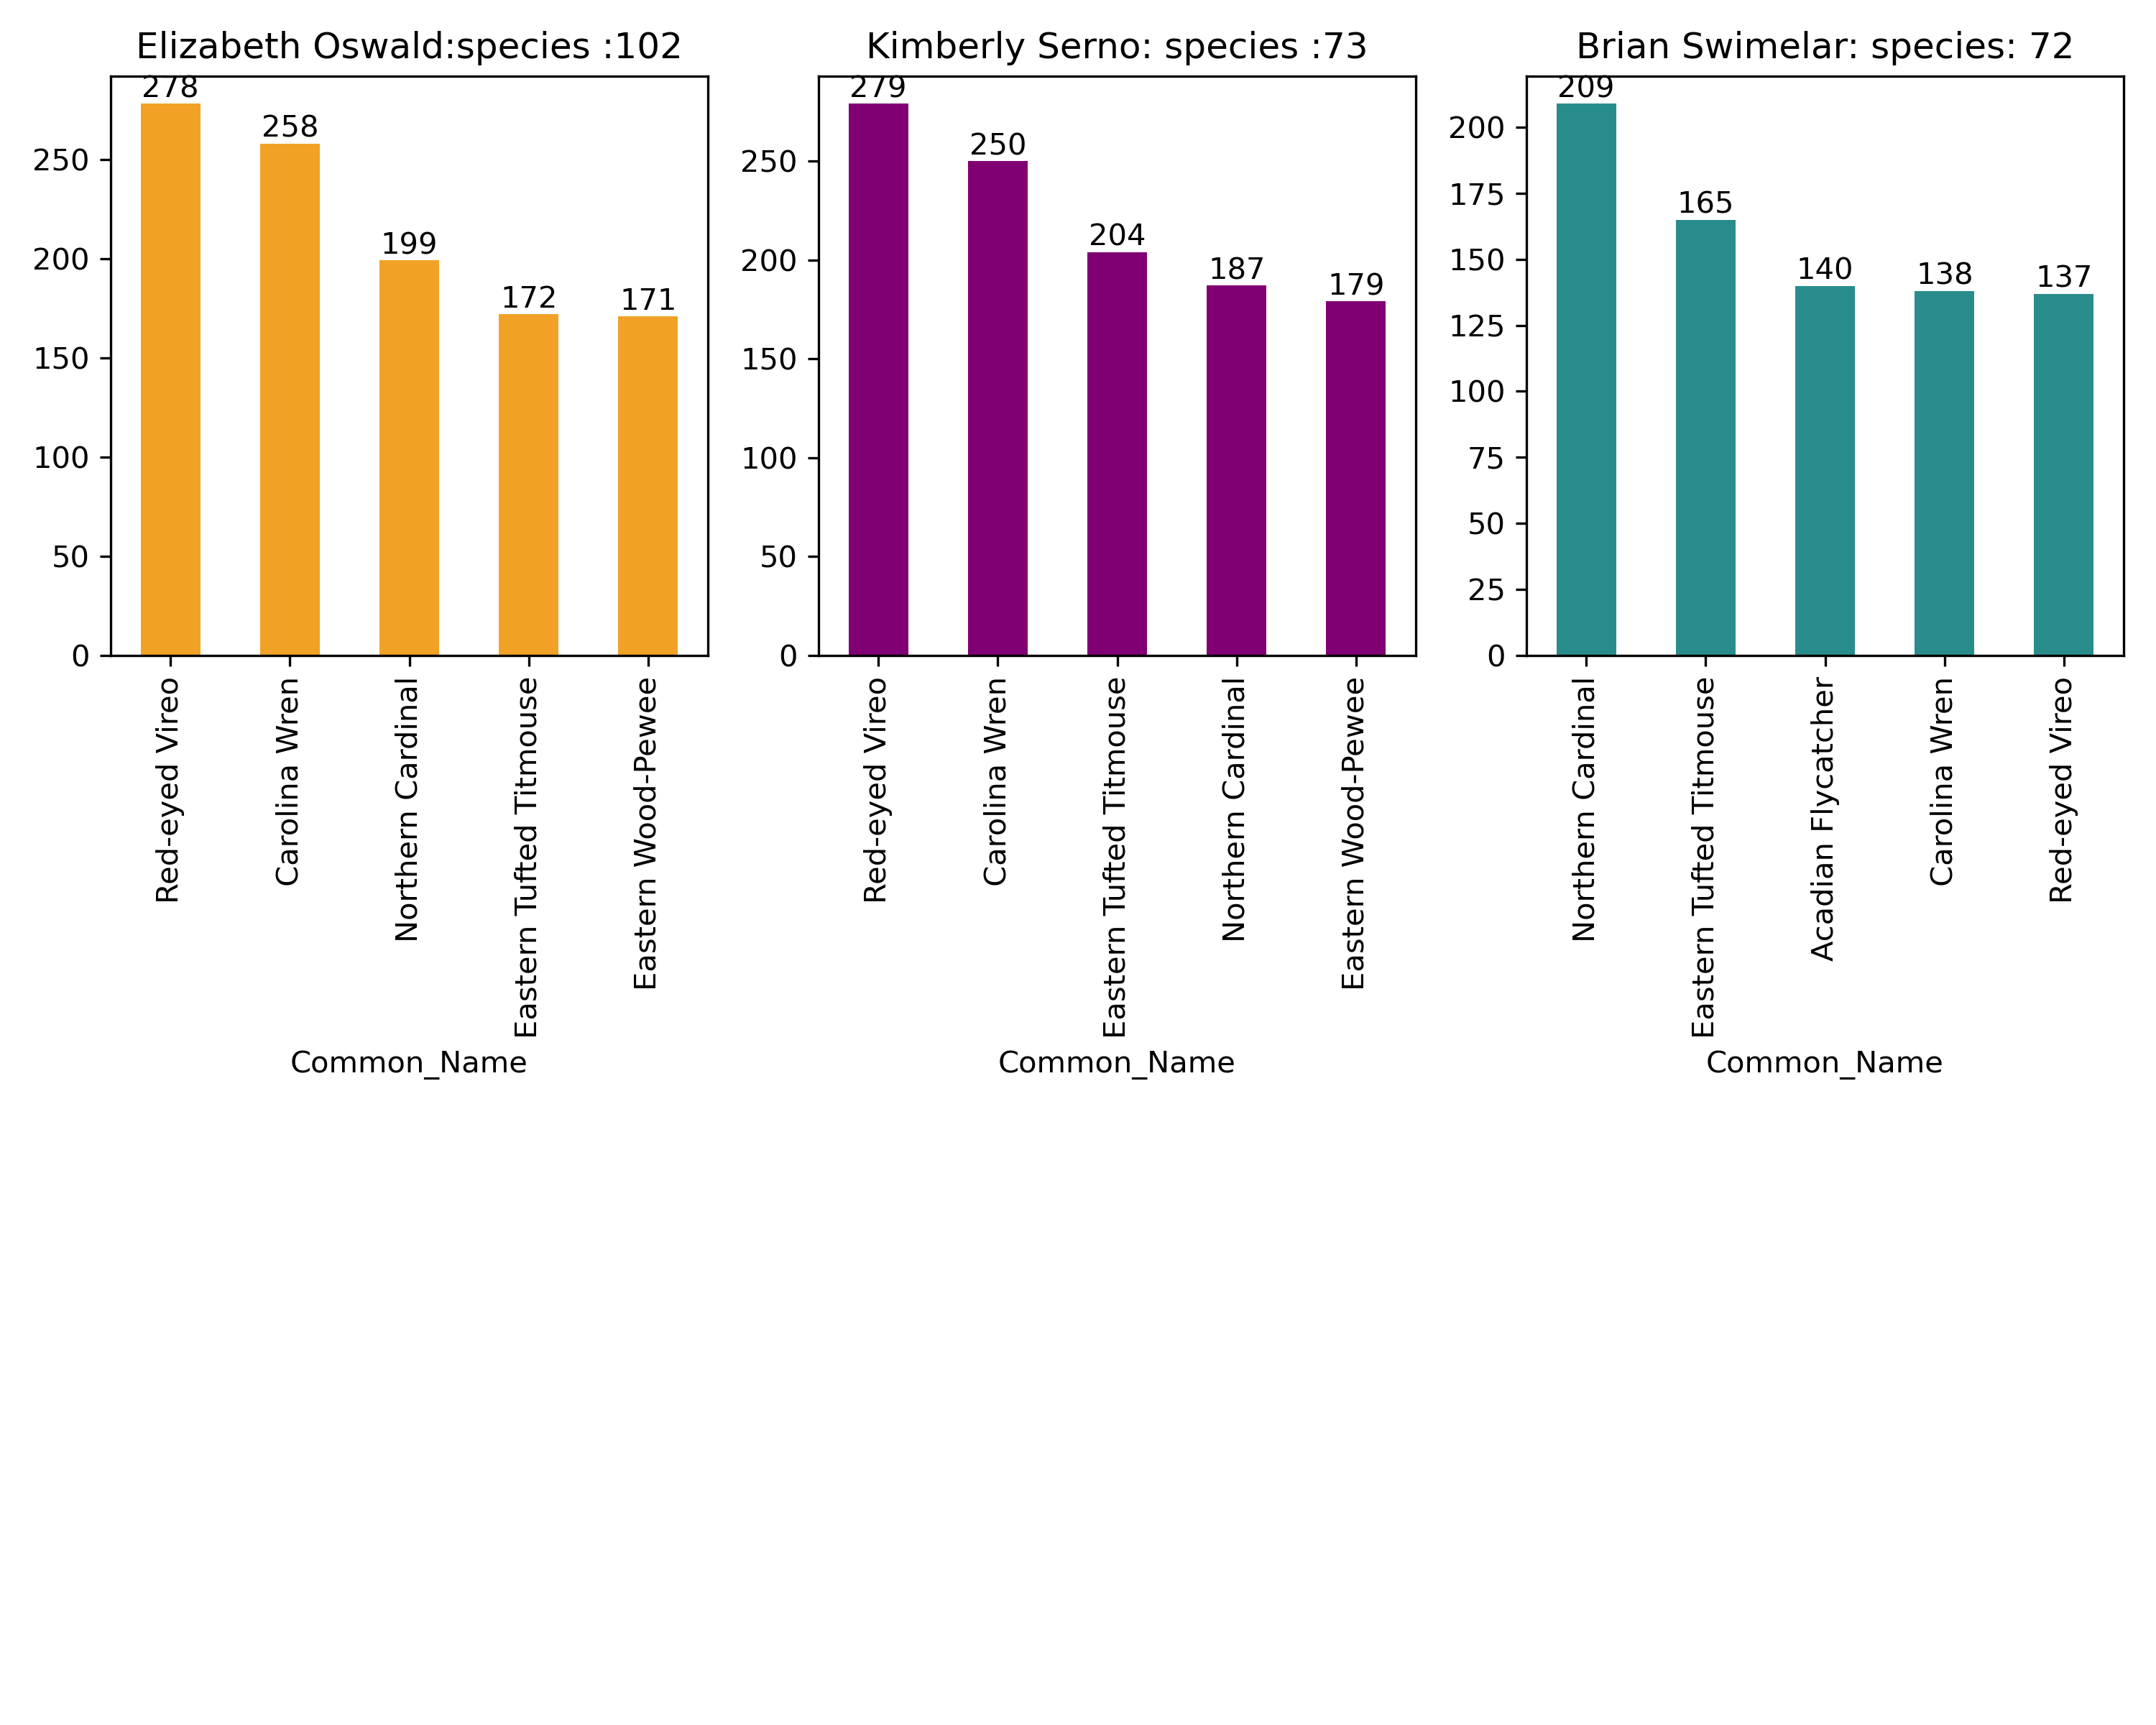 Elizabeth Oswald:species :102
278
258
199
172
171
250
200
150
100
50
0
Red-eyed Vireo
Carolina Wren
Northern Cardinal
Eastern Tufted Titmouse
Eastern Wood-Pewee
Common_Name
Kimberly Serno: species :73
279
250
204
187
179
250
200
150
100
50
0
Red-eyed Vireo
Carolina Wren
Eastern Tufted Titmouse
Northern Cardinal
Eastern Wood-Pewee
Common_Name
Brian Swimelar: species: 72
209
165
140
138
137
200
175
150
125
100
75
50
25
0
Northern Cardinal
Eastern Tufted Titmouse
Acadian Flycatcher
Carolina Wren
Red-eyed Vireo
Common_Name